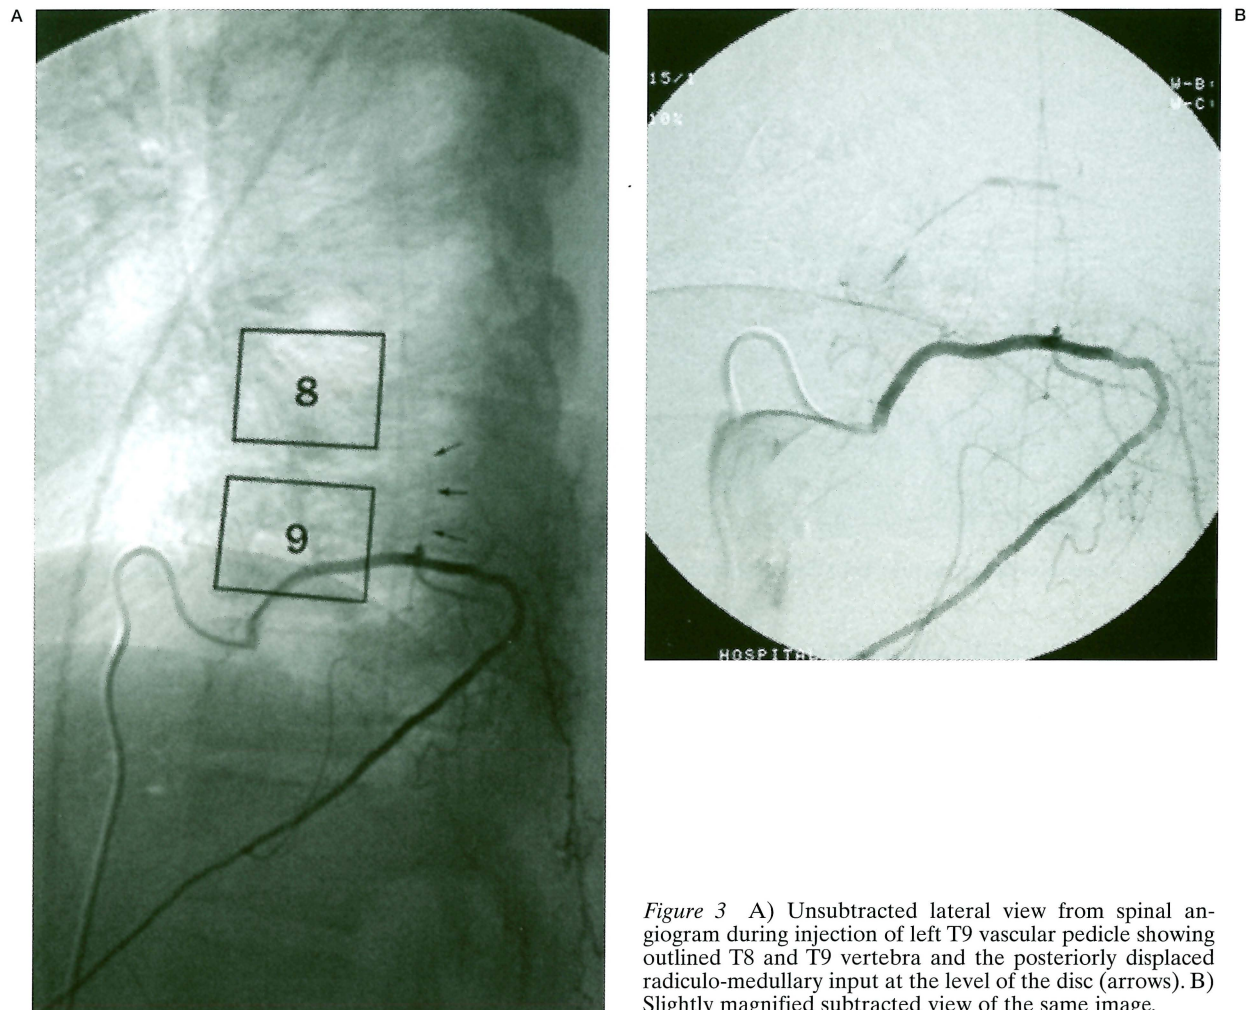 A
B
8
9
15/1
10%
W-B:
W-C:
HOSPITAL
Figure 3 A) Unsubtracted lateral view from spinal an-
giogram during injection of left T9 vascular pedicle showing
outlined T8 and T9 vertebra and the posteriorly displaced
radiculo-medullary input at the level of the disc (arrows). B)
Slightly magnified subtracted view of the same image.